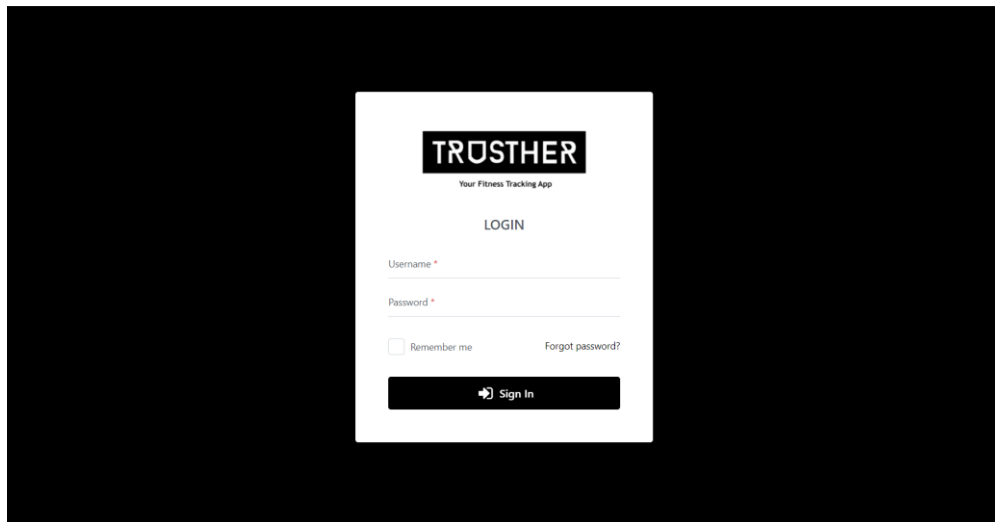 TRUSTHER
Your Fitness Tracking App
LOGIN
Username *
Password *
Remember me Forgot password?
Sign In